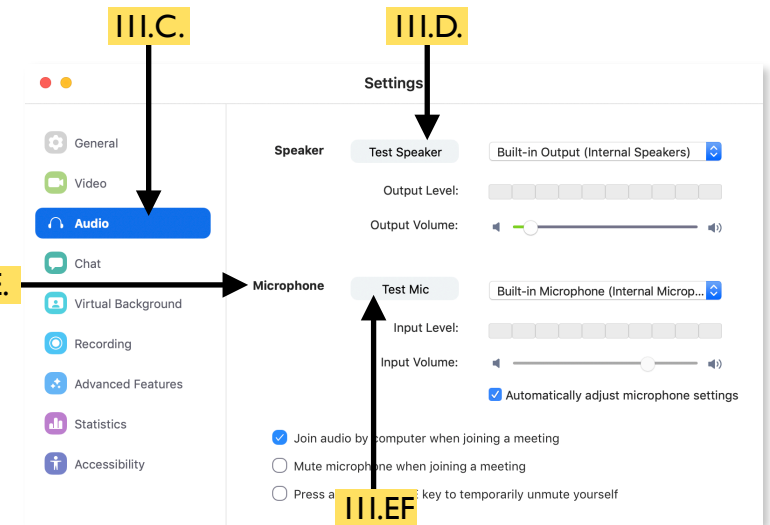 III.C.
III.D.
Settings
General
Speaker
Test Speaker
Built-in Output (Internal Speakers)
Video
Output Level:
Audio
Output Volume:
Chat
E.
Microphone
Test Mic
Built-in Microphone (Internal Microp...
Virtual Background
Input Level:
Recording
Input Volume:
Advanced Features
Automatically adjust microphone settings
Statistics
Join audio by computer when joining a meeting
Accessibility
Mute microphone when joining a meeting
Press a key to temporarily unmute yourself
III.EF